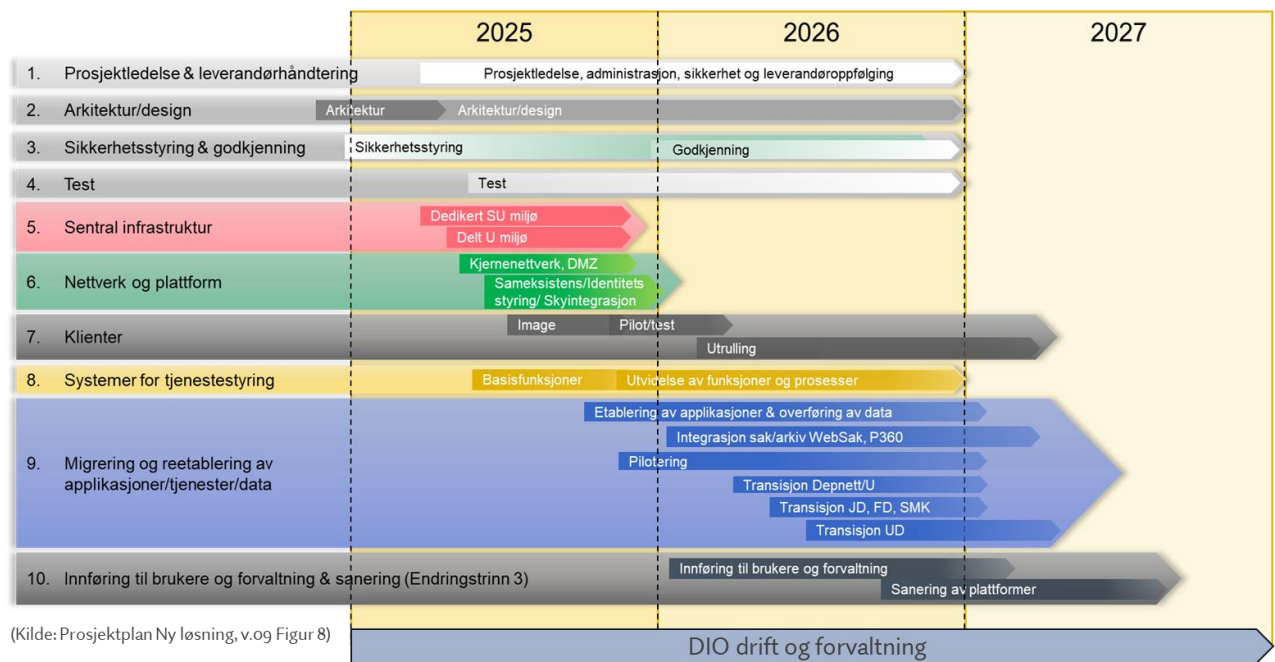 2025
2026
2027
1. Prosjektledelse & leverandørhåndtering
Prosjektledelse, administrasjon, sikkerhet og leverandøroppfølging
2. Arkitektur/design
Arkitektur
Arkitektur/design
3. Sikkerhetsstyring & godkjenning
Sikkerhetsstyring
Godkjenning
4. Test
Test
5. Sentral infrastruktur
Dedikert SU miljø
Delt U miljø
6. Nettverk og plattform
Kjernenettverk, DMZ
Sameksistens/Identitets
styring/ Skyintegrasjon
7. Klienter
Image
Pilot/test
Utrulling
8. Systemer for tjenestestyring
Basisfunksjoner
Utvidelse av funksjoner og prosesser
9. Migrering og reetablering av
applikasjoner/tjenester/data
Etablering av applikasjoner & overføring av data
Integrasjon sak/arkiv WebSak, P360
Pilotering
Transisjon Depnett/U
Transisjon JD, FD, SMK
Transisjon UD
10. Innføring til brukere og forvaltning & sanering (Endringstrinn 3)
Innføring til brukere og forvaltning
Sanering av plattformer
(Kilde: Prosjektplan Ny løsning, v.09 Figur 8)
DIO drift og forvaltning